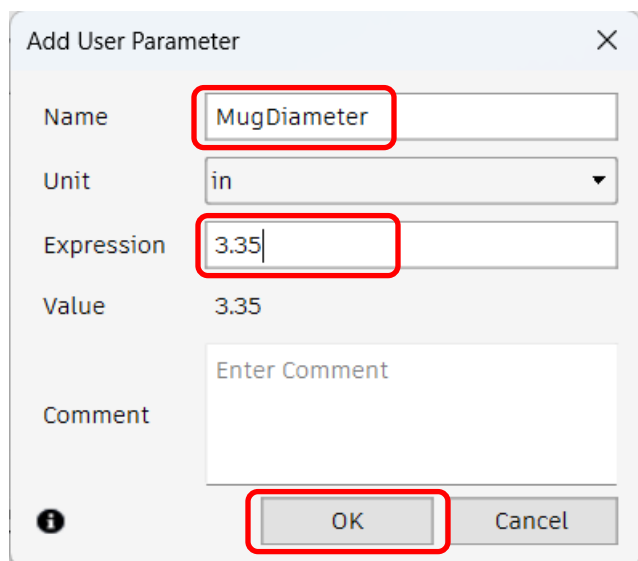 Add User Parameter
Name MugDiameter
Unit in
Expression 3.35
Value 3.35
Comment Enter Comment
OK Cancel